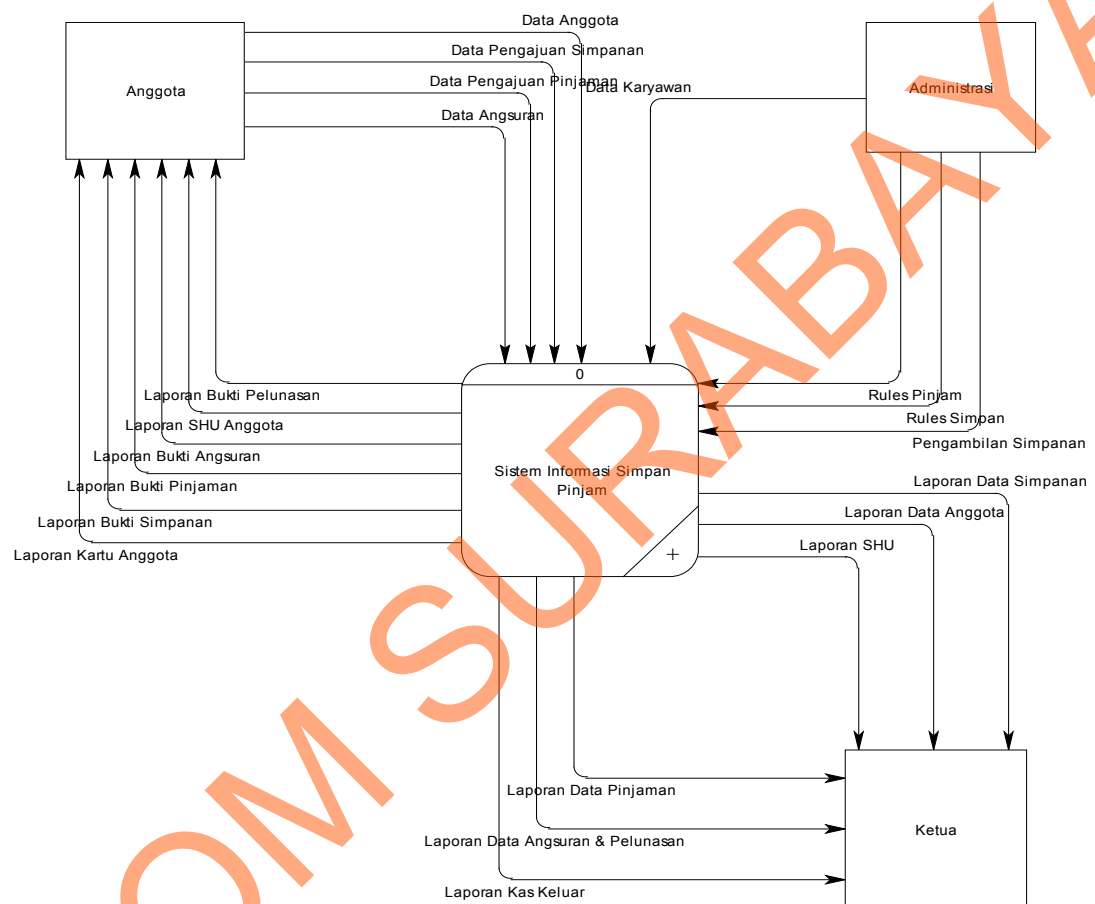 Data Anggota
Data Pengajuan Simpanan
Data Pengajuan Pinjaman
Data Karyawan
Data Angsuran
Anggota
Administrasi
0
Laporan Bukti Pelunasan
Rules Pinjam
Laporan SHU Anggota
Rules Simpan
Pengambilan Simpanan
Laporan Bukti Angsuran
Sistem Informasi Simpan
Pinjam
Laporan Data Simpanan
Laporan Bukti Pinjaman
Laporan Data Anggota
Laporan Bukti Simpanan
Laporan SHU
Laporan Kartu Anggota
+
Laporan Data Pinjaman
Ketua
Laporan Data Angsuran & Pelunasan
Laporan Kas Keluar
OM SURABAYA